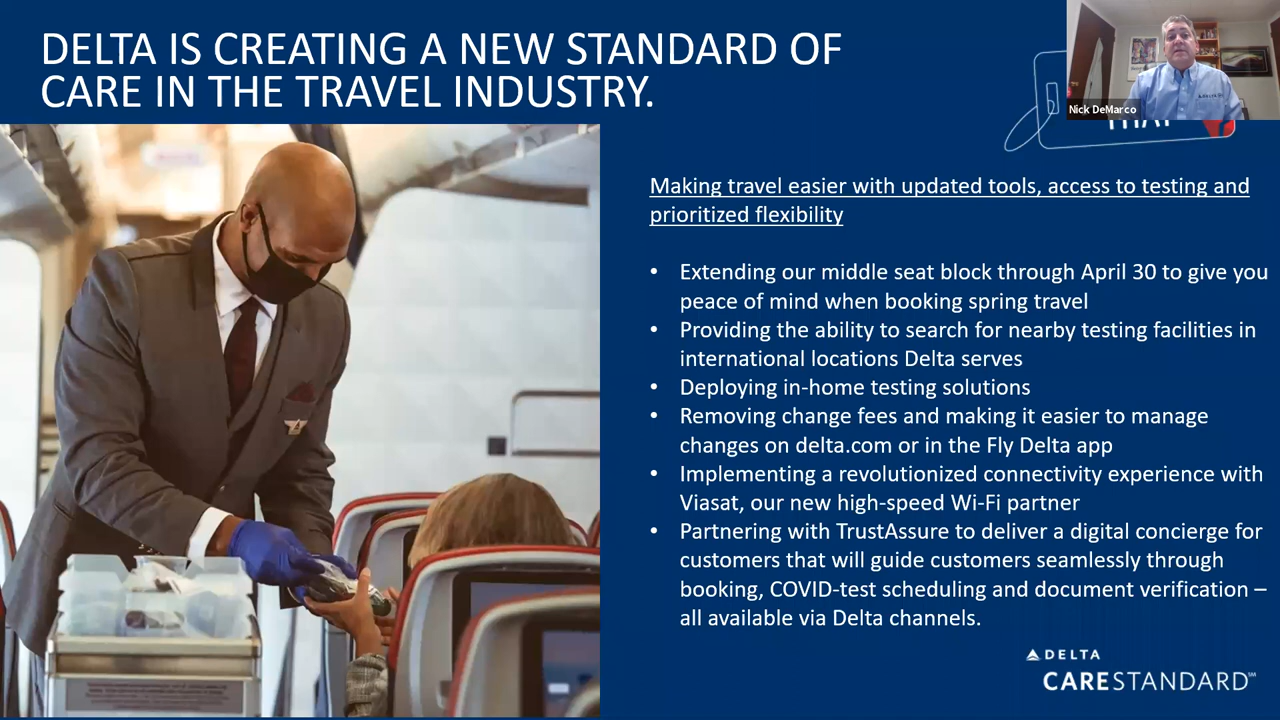 DELTA IS CREATING A NEW STANDARD OF
CARE IN THE TRAVEL INDUSTRY.
Nick DeMarco
Making travel easier with updated tools, access to testing and
prioritized flexibility
• Extending our middle seat block through April 30 to give you
peace of mind when booking spring travel
• Providing the ability to search for nearby testing facilities in
international locations Delta serves
• Deploying in-home testing solutions
• Removing change fees and making it easier to manage
changes on delta.com or in the Fly Delta app
• Implementing a revolutionized connectivity experience with
Viasat, our new high-speed Wi-Fi partner
• Partnering with TrustAssure to deliver a digital concierge for
customers that will guide customers seamlessly through
booking, COVID-test scheduling and document verification –
all available via Delta channels.
DELTA
CARESTANDARD℠